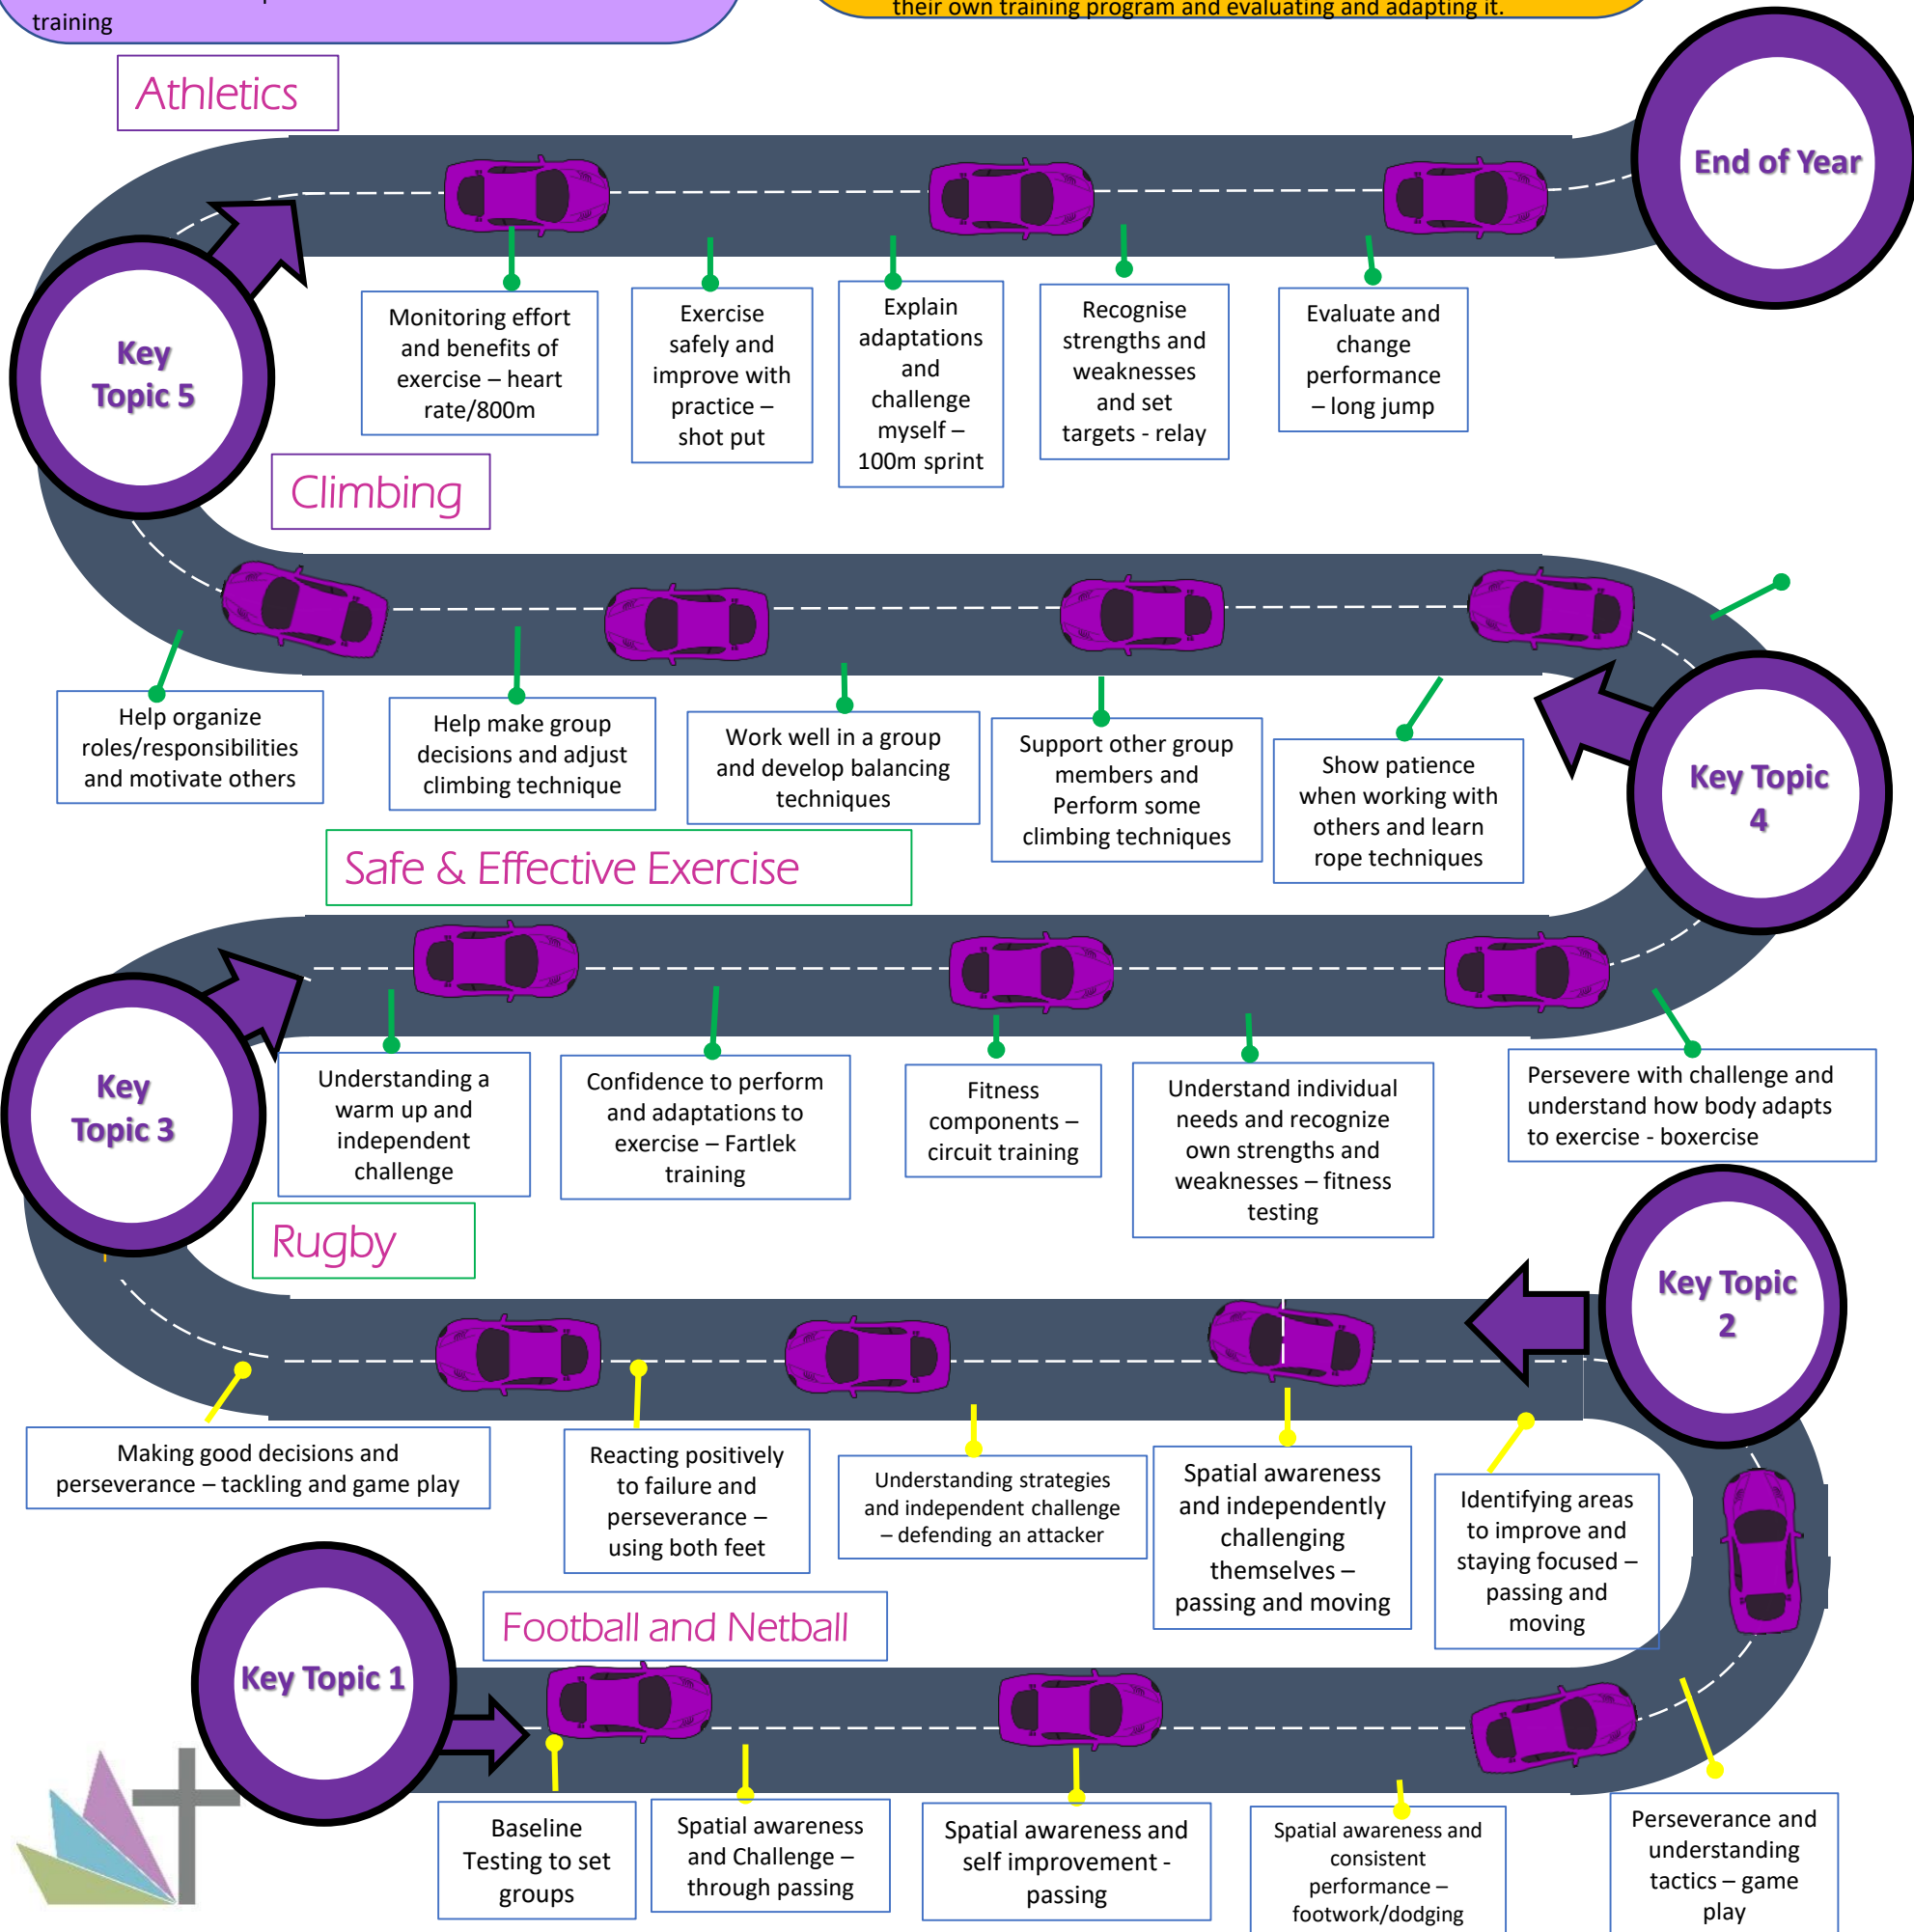 training
their own training program and evaluating and adapting it.
Athletics
End of Year
Key
Topic 5
Monitoring effort
and benefits of
exercise – heart
rate/800m
Exercise
safely and
improve with
practice –
shot put
Explain
adaptations
and
challenge
myself –
100m sprint
Recognise
strengths and
weaknesses
and set
targets - relay
Evaluate and
change
performance
– long jump
Climbing
Help organize
roles/responsibilities
and motivate others
Help make group
decisions and adjust
climbing technique
Work well in a group
and develop balancing
techniques
Support other group
members and
Perform some
climbing techniques
Show patience
when working with
others and learn
rope techniques
Key Topic
4
Safe & Effective Exercise
Key
Topic 3
Understanding a
warm up and
independent
challenge
Confidence to perform
and adaptations to
exercise – Fartlek
training
Fitness
components –
circuit training
Understand individual
needs and recognize
own strengths and
weaknesses – fitness
testing
Persevere with challenge and
understand how body adapts
to exercise - boxercise
Rugby
Key Topic
2
Making good decisions and
perseverance – tackling and game play
Reacting positively
to failure and
perseverance –
using both feet
Understanding strategies
and independent challenge
– defending an attacker
Spatial awareness
and independently
challenging
themselves –
passing and moving
Identifying areas
to improve and
staying focused –
passing and
moving
Football and Netball
Key Topic 1
Baseline
Testing to set
groups
Spatial awareness
and Challenge –
through passing
Spatial awareness and
self improvement -
passing
Spatial awareness and
consistent
performance –
footwork/dodging
Perseverance and
understanding
tactics – game
play